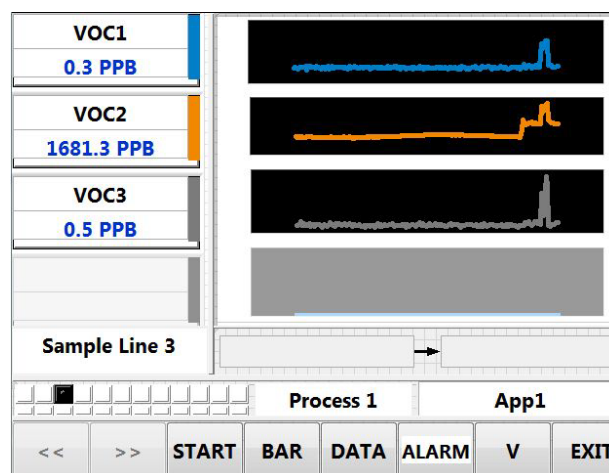 VOC1
0.3 PPB
VOC2
1681.3 PPB
VOC3
0.5 PPB
Sample Line 3
Process 1
App1
<< >> START BAR DATA ALARM V EXIT